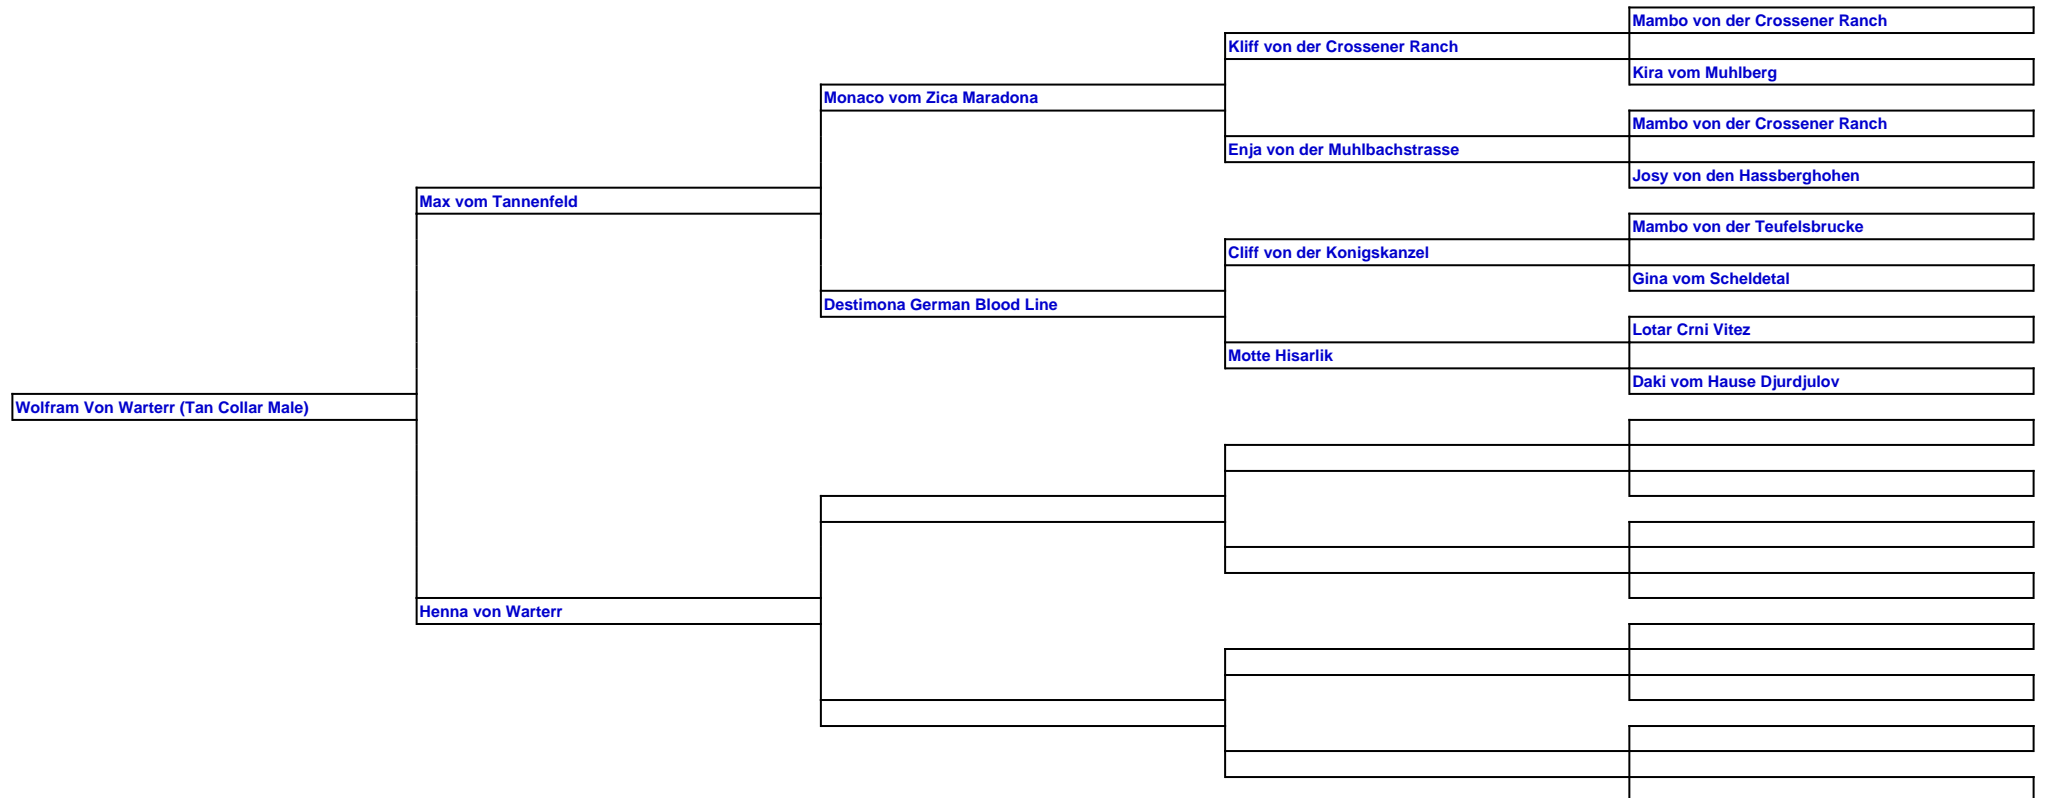 Mambo von der Crossener Ranch
Kliff von der Crossener Ranch
Kira vom Muhlberg
Monaco vom Zica Maradona
Mambo von der Crossener Ranch
Enja von der Muhlbachstrasse
Josy von den Hassberghohen
Max vom Tannenfeld
Mambo von der Teufelsbrucke
Cliff von der Konigskanzel
Gina vom Scheldetal
Destimona German Blood Line
Lotar Crni Vitez
Motte Hisarlik
Daki vom Hause Djurdjulov
Wolfram Von Warterr (Tan Collar Male)
Henna von Warterr